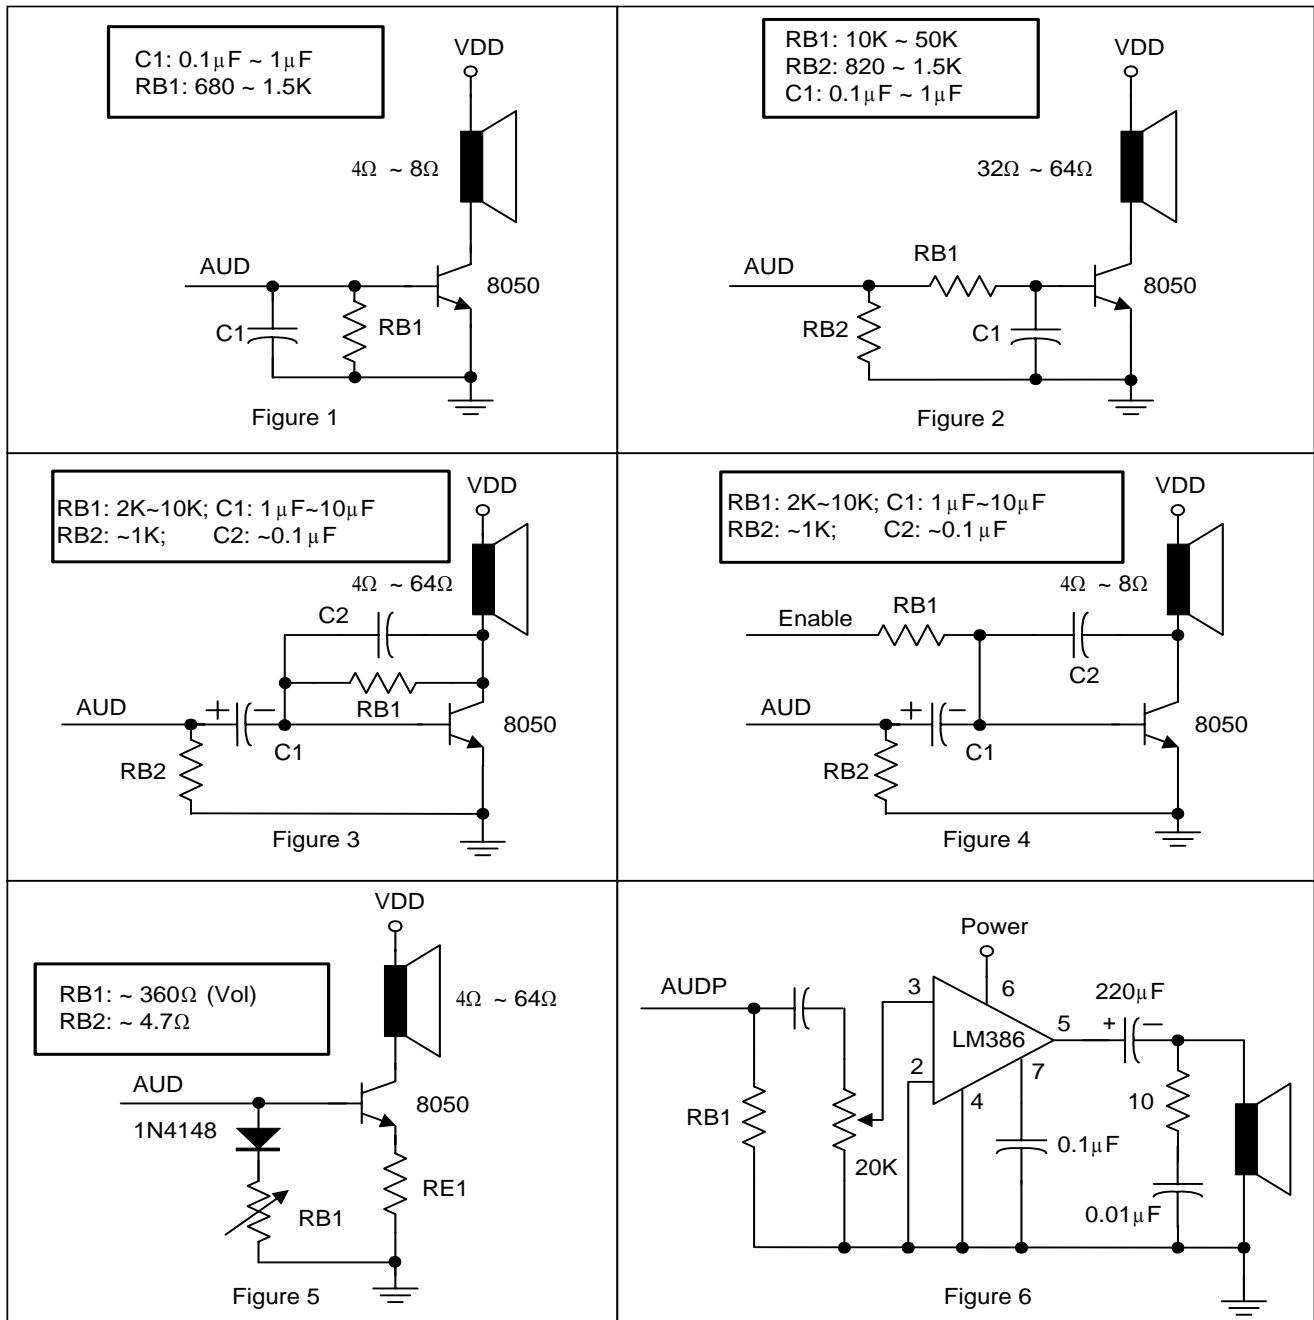 C1: 0.1μF ~ 1μF
RB1: 680 ~ 1.5K
VDD
4Ω ~ 8Ω
AUD
8050
C1
RB1
Figure 1
RB1: 10K ~ 50K
RB2: 820 ~ 1.5K
C1: 0.1μF ~ 1μF
VDD
32Ω ~ 64Ω
RB1
AUD
8050
RB2
C1
Figure 2
RB1: 2K~10K; C1: 1μF~10μF
RB2: ~1K; C2: ~0.1μF
VDD
4Ω ~ 64Ω
C2
RB1
AUD
+ −
8050
C1
RB2
Figure 3
RB1: 2K~10K; C1: 1μF~10μF
RB2: ~1K; C2: ~0.1μF
VDD
4Ω ~ 8Ω
RB1
Enable
C2
AUD
+ −
8050
C1
RB2
Figure 4
VDD
RB1: ~ 360Ω (Vol)
RB2: ~ 4.7Ω
4Ω ~ 64Ω
AUD
8050
1N4148
RE1
RB1
Figure 5
Power
AUDP
3
6
220μF
+ −
LM386
5
2
7
4
RB1
10
20K
0.1μF
0.01μF
Figure 6